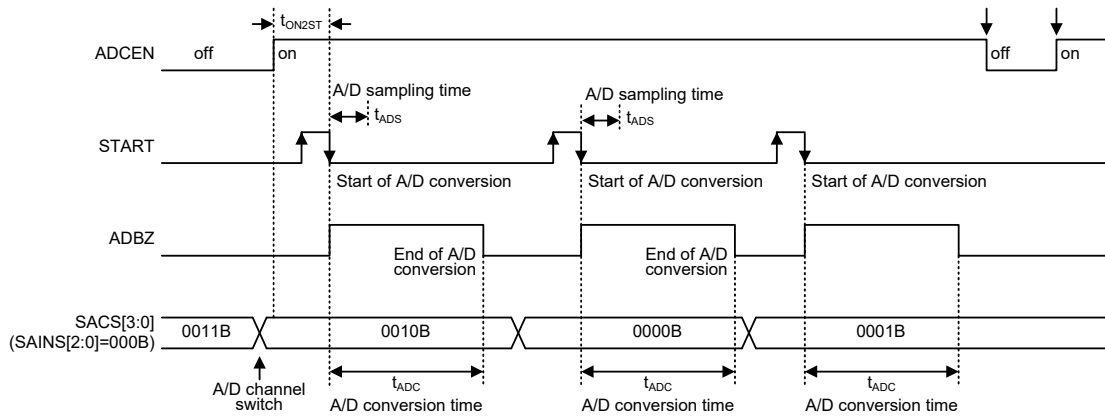 tON2ST
ADCEN
off
on
off
on
A/D sampling time
tADS
A/D sampling time
tADS
START
Start of A/D conversion
Start of A/D conversion
Start of A/D conversion
ADBZ
End of A/D
conversion
End of A/D
conversion
SACS[3:0]
(SAINS[2:0]=000B)
0011B
0010B
0000B
0001B
A/D channel
switch
tADC
A/D conversion time
tADC
A/D conversion time
tADC
A/D conversion time